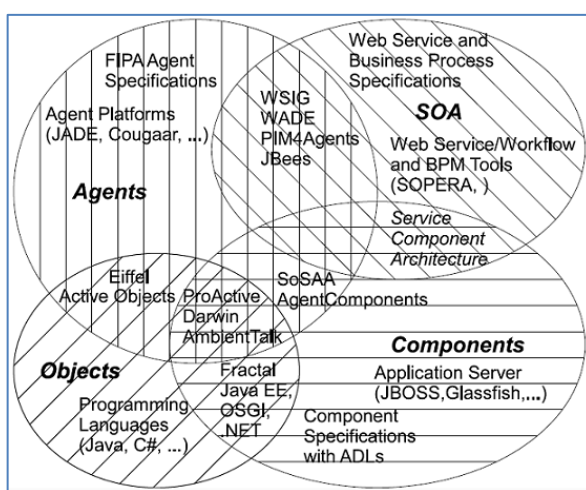 FIPA Agent
Specifications
Agent Platforms
(JADE, Cougaar, ...)
Agents
WSIG
WADE
PIM4Agents
JBees
Web Service and
Business Process
Specifications
SOA
Web Service/Workflow
and BPM Tools
(SOPERA, )
Service
Component
Architecture
Eiffel
Active Objects
ProActive
Darwin
AmbientTalk
SoSAA
AgentComponents
Objects
Programming
Languages
(Java, C#, ...)
Fractal
Java EE,
OSGI,
.NET
Components
Application Server
(JBOSS,Glassfish,...)
Component
Specifications
with ADLs